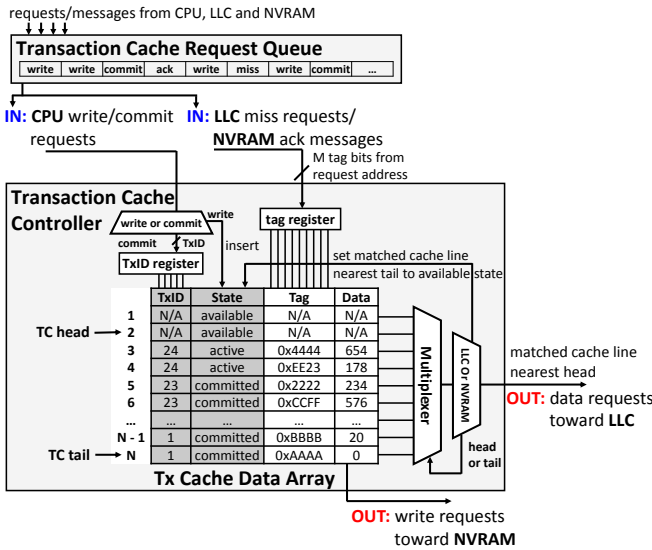 requests/messages from CPU, LLC and NVRAM
Transaction Cache Request Queue
write write commit ack write miss write commit ...
IN: CPU write/commit requests
IN: LLC miss requests/
NVRAM ack messages
M tag bits from
request address
Transaction Cache
Controller
write or commit
write
tag register
commit
TxID
insert
TxID register
set matched cache line
nearest tail to available state
TxID State Tag Data
1 N/A available N/A N/A
TC head 2 N/A available N/A N/A
3 24 active 0x4444 654
4 24 active 0xEE23 178
5 23 committed 0x2222 234
6 23 committed 0xCCFF 576
... ... ... ... ...
N - 1 1 committed 0xBBBB 20
TC tail N 1 committed 0xAAAA 0
Multiplexer
LLC Or NVRAM
head
or tail
matched cache line
nearest head
OUT: data requests
toward LLC
Tx Cache Data Array
OUT: write requests
toward NVRAM